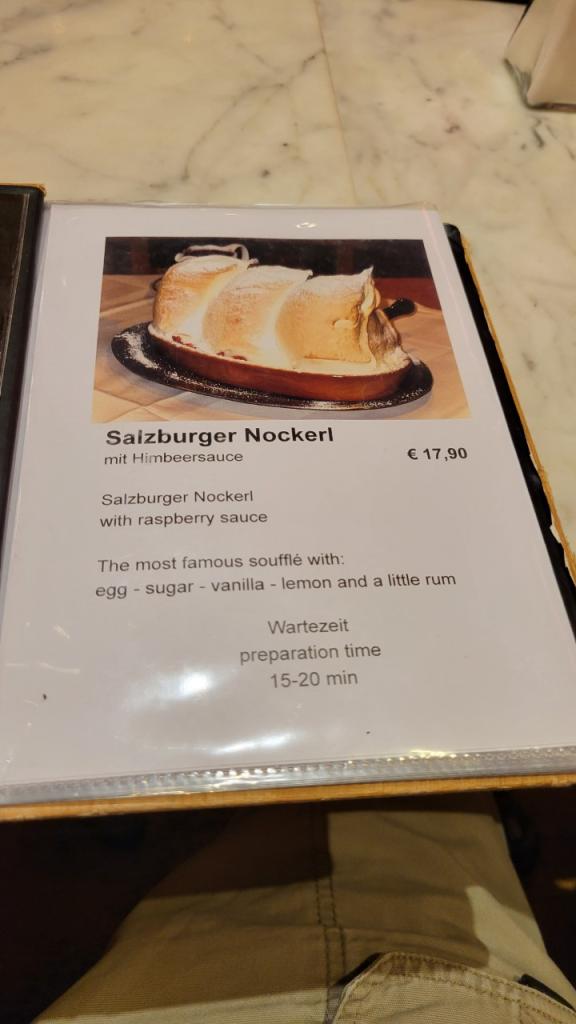 Salzburger Nockerl
mit Himbeersauce
€ 17,90
Salzburger Nockerl
with raspberry sauce
The most famous soufflé with:
egg - sugar - vanilla - lemon and a little rum
Wartezeit
preparation time
15-20 min